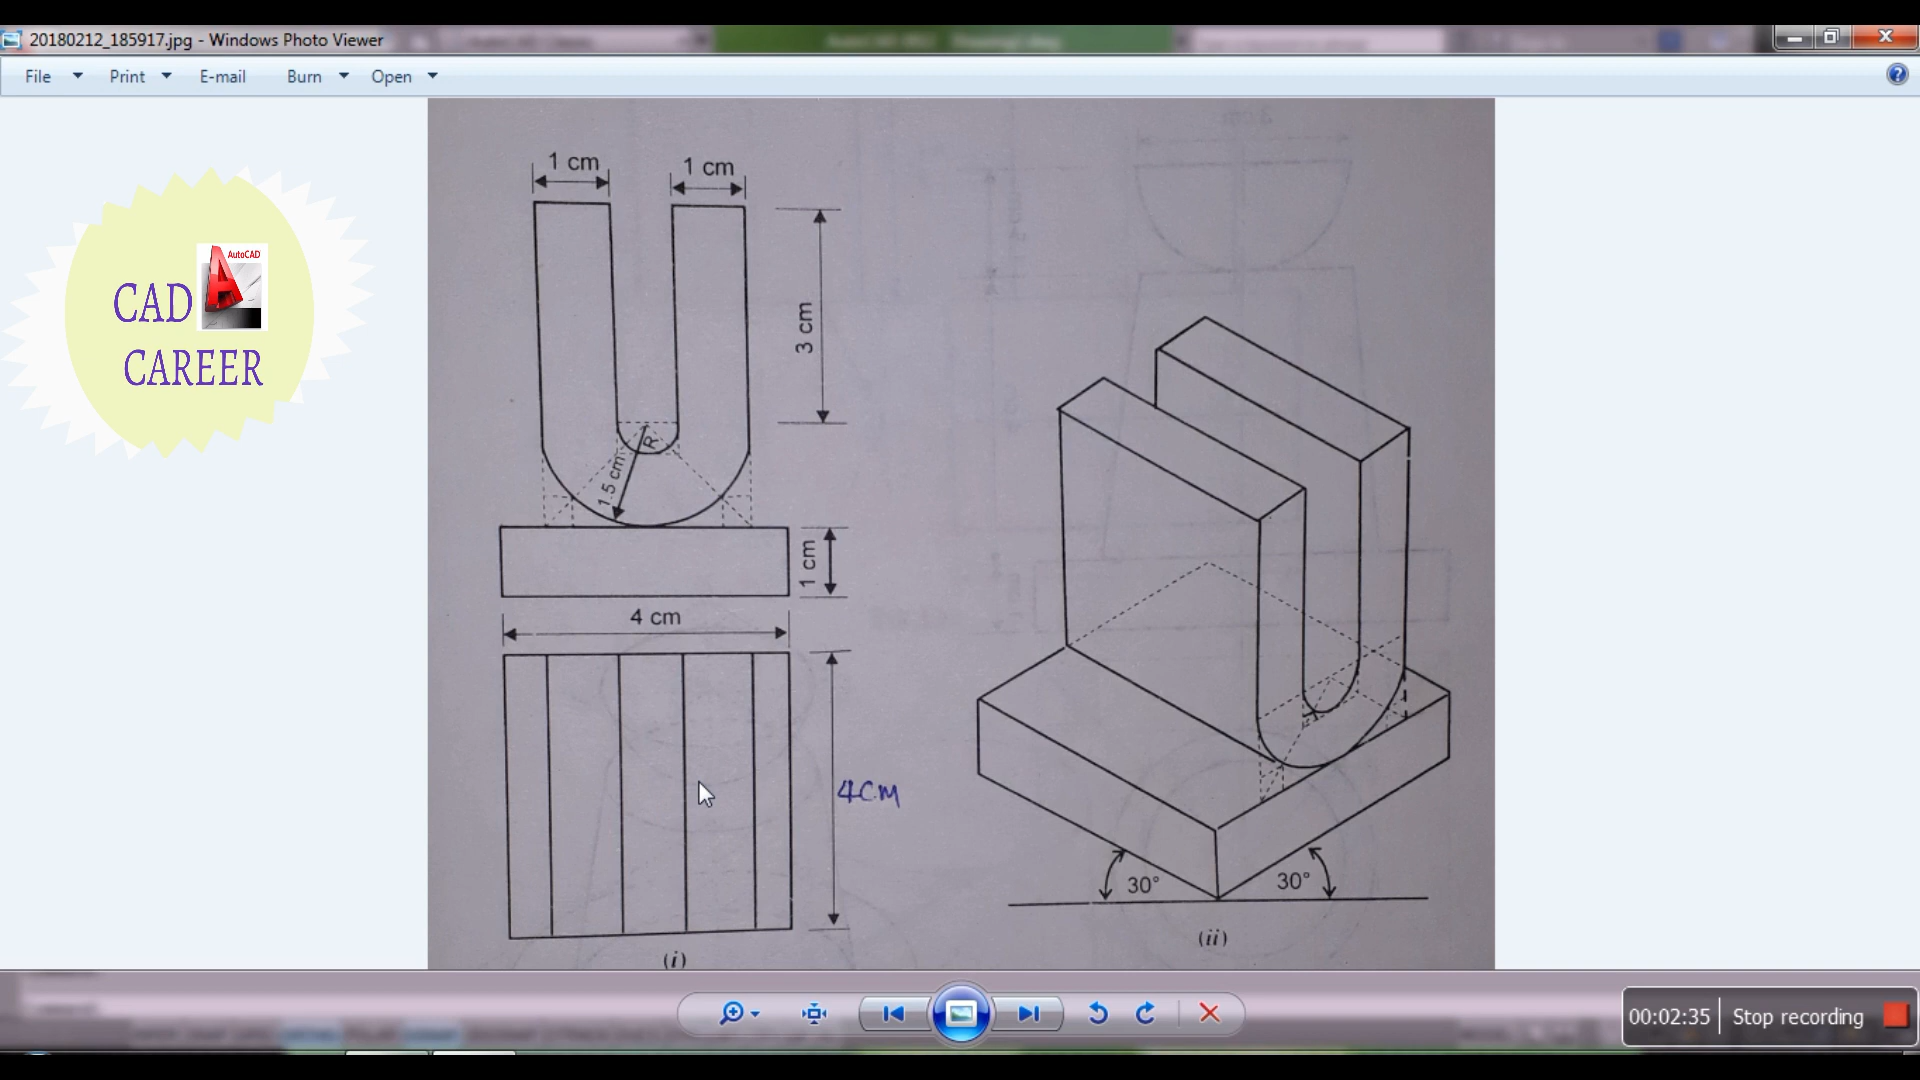 20180212_185917.jpg - Windows Photo Viewer
File Print E-mail Burn Open
AutoCAD
CAD
CAREER
1 cm 1 cm
3 cm
R
1.5 cm
1 cm
4 cm
4CM
30° 30°
(i)
(ii)
00:02:35 Stop recording